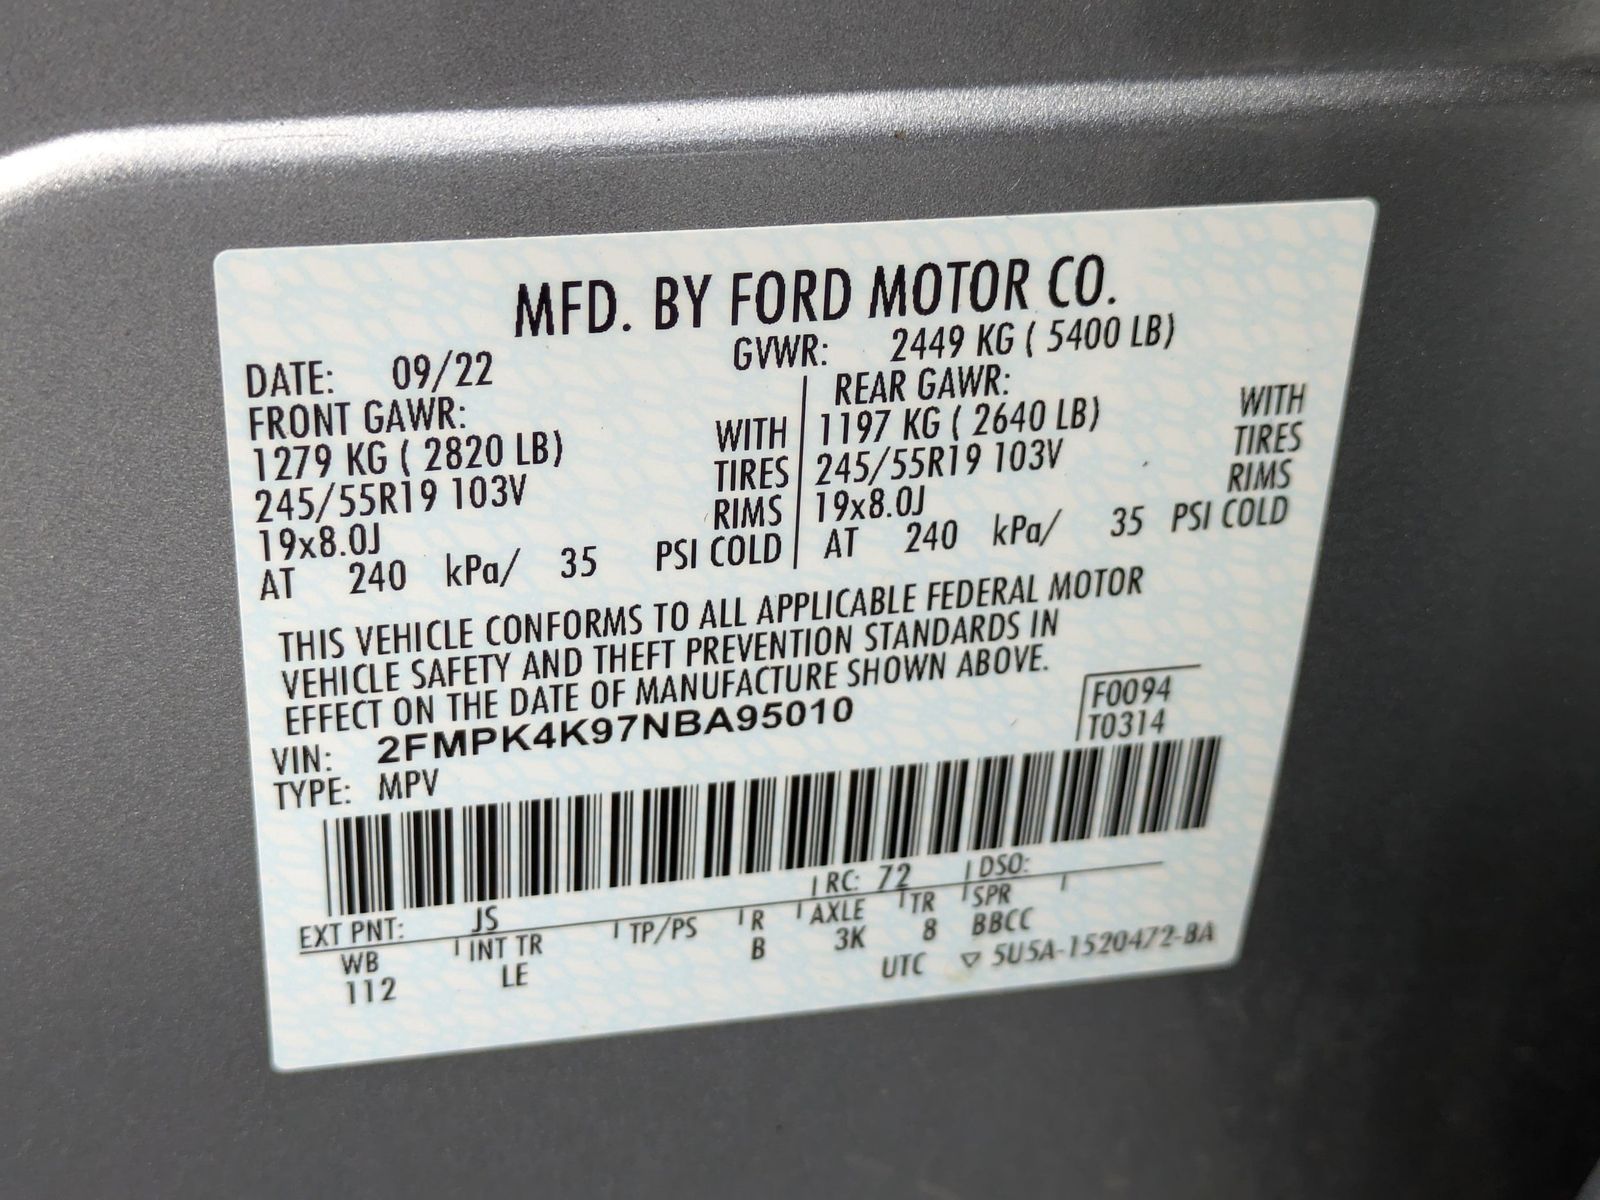 MFD. BY FORD MOTOR CO.
DATE: 09/22 GVWR: 2449 KG ( 5400 LB)
FRONT GAWR: REAR GAWR:
1279 KG ( 2820 LB) WITH 1197 KG ( 2640 LB) WITH
245/55R19 103V TIRES 245/55R19 103V TIRES
19x8.0J RIMS 19x8.0J RIMS
AT 240 kPa/ 35 PSI COLD AT 240 kPa/ 35 PSI COLD
THIS VEHICLE CONFORMS TO ALL APPLICABLE FEDERAL MOTOR
VEHICLE SAFETY AND THEFT PREVENTION STANDARDS IN
EFFECT ON THE DATE OF MANUFACTURE SHOWN ABOVE.
VIN: 2FMPK4K97NBA95010 F0094
TYPE: MPV T0314
EXT PNT: JS RC: 72 DSO:
WB INT TR TP/PS R AXLE TR SPR
112 LE B 3K 8 BBCC
UTC ▽ 5U5A-1520472-BA